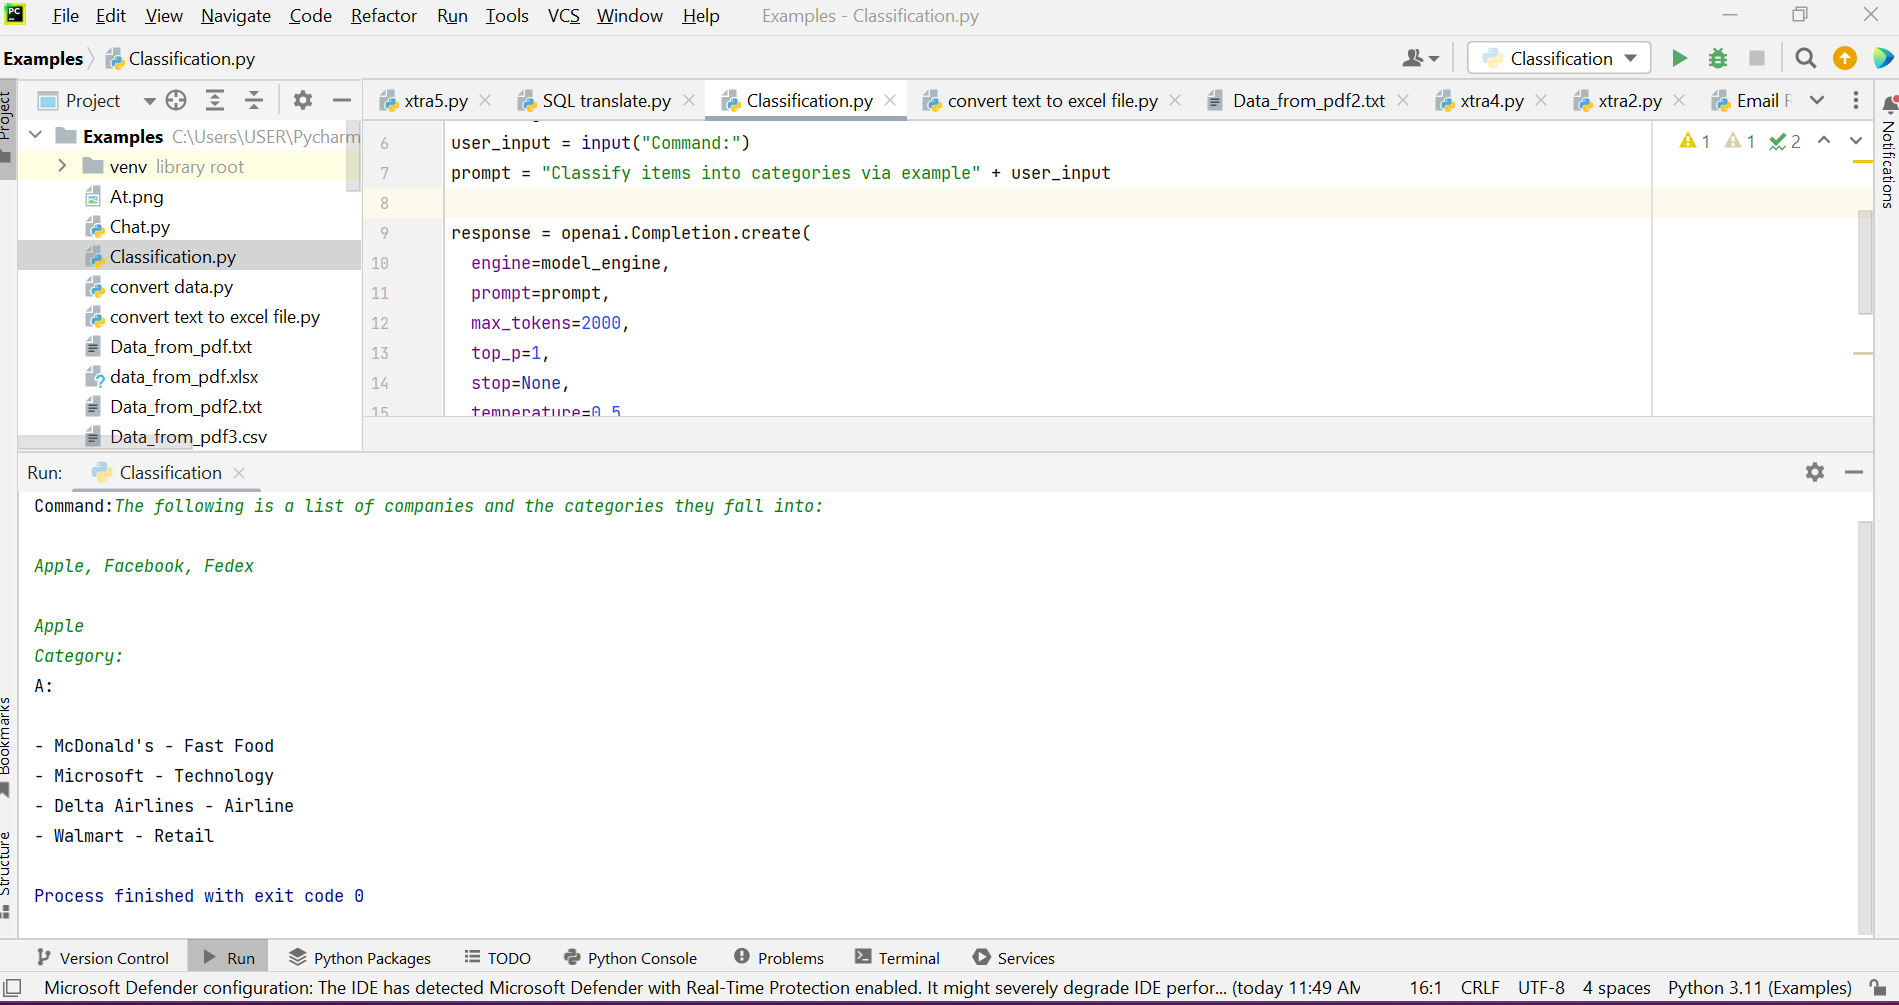 PC File Edit View Navigate Code Refactor Run Tools VCS Window Help Examples - Classification.py
Examples Classification.py Classification
Project xtra5.py SQL translate.py Classification.py convert text to excel file.py Data_from_pdf2.txt xtra4.py xtra2.py Email
Project
Notifications
Examples C:\Users\USER\Pycharm
venv library root
At.png
Chat.py
Classification.py
convert data.py
convert text to excel file.py
Data_from_pdf.txt
data_from_pdf.xlsx
Data_from_pdf2.txt
Data_from_pdf3.csv
1 1 2
6 user_input = input("Command:")
7 prompt = "Classify items into categories via example" + user_input
8
9 response = openai.Completion.create(
10 engine=model_engine,
11 prompt=prompt,
12 max_tokens=2000,
13 top_p=1,
14 stop=None,
15 temperature=0.5
Run: Classification
Command:The following is a list of companies and the categories they fall into:
Apple, Facebook, Fedex
Apple
Category:
A:
- McDonald's - Fast Food
- Microsoft - Technology
- Delta Airlines - Airline
- Walmart - Retail
Process finished with exit code 0
Bookmarks
Structure
Version Control Run Python Packages TODO Python Console Problems Terminal Services
Microsoft Defender configuration: The IDE has detected Microsoft Defender with Real-Time Protection enabled. It might severely degrade IDE perfor... (today 11:49 AM 16:1 CRLF UTF-8 4 spaces Python 3.11 (Examples)